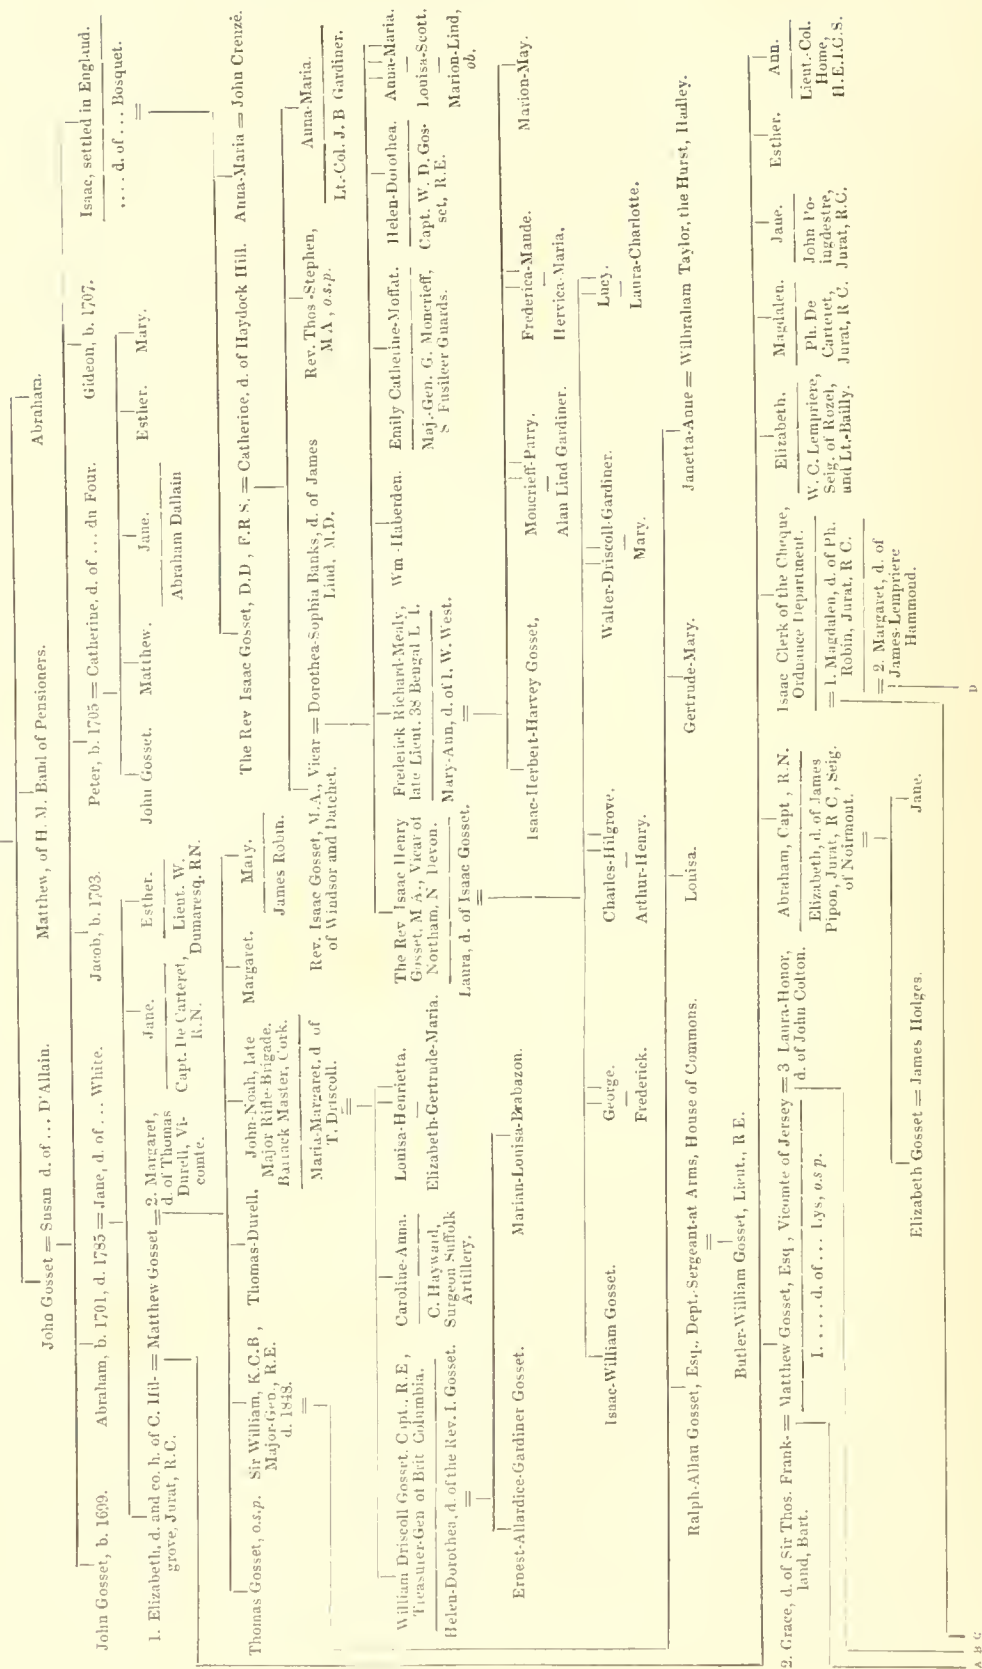 John Gosset = Susan d. of ... D'Allain.
Matthew, of H. M. Band of Pensioners.
Abraham.
John Gosset, b. 1699.
Abraham, b. 1701, d. 1785 = Jane, d. of ... White.
Jacob, b. 1703.
Peter, b. 1705 = Catherine, d. of ... du Four.
Gideon, b. 1707.
Isaac, settled in England.
.... d. of ... Bosquet.
1. Elizabeth, d. and co. h. of C. Hil- = Matthew Gosset = 2. Margaret,
grove, Jurat, R.C.
d. of Thomas
Durell, Vi-
comte.
Jane.
Capt. De Carteret,
R.N.
Esther.
Lieut. W.
Dumaresq. RN.
John Gosset.
Matthew.
Jane.
Abraham Dallain
Esther.
Mary.
The Rev Isaac Gosset, D.D, F.R.S. = Catherine, d. of Haydock Hill.
Anna-Maria = John Creuzé.
Thomas Gosset, o.s.p.
Sir William, K.C.B,
Major-Gen., R.E.
d. 1848.
Thomas-Durell.
John-Noah, late
Major Rifle-Brigade.
Barrack Master, Cork.
Maria-Margaret, d of
T. Driscoll.
Margaret.
Mary.
James Robin.
Rev. Isaac Gosset, M.A., Vicar = Dorothea-Sophia Banks, d. of James
of Windsor and Datchet.
Lind, M.D.
Rev. Thos-Stephen,
M A, o.s.p.
Anna-Maria.
Lt.-Col. J. B Gardiner.
William Driscoll Gosset, Capt., R.E,
Treasurer-Gen of Brit Columbia.
Helen-Dorothea, d. of the Rev. I. Gosset.
Caroline-Anna.
C. Hayward,
Surgeon Suffolk
Artillery.
Louisa-Henrietta.
Elizabeth-Gertrude-Maria.
The Rev Isaac Henry
Gosset, M A., Vicar of
Northam, N Devon.
Laura, d. of Isaac Gosset.
Frederick Richard-Mealy,
late Lieut. 38 Bengal L. I.
Mary-Ann, d. of I. W. West.
Wm-Haberden.
Emily Catherine-Moffat.
Maj.-Gen. G. Moncrieff,
S Fusileer Guards.
Helen-Dorothea.
Capt. W. D. Gos-
set, R.E.
Anna-Maria.
Louisa-Scott.
Marion-Lind,
ob.
Ernest-Allardice-Gardiner Gosset.
Marian-Louisa-Brabazon.
Isaac-Herbert-Harvey Gosset,
Moucrieff-Parry.
Alan Lind Gardiner.
Frederica-Maude.
Hervica-Maria,
Marion-May.
Isaac-William Gosset.
George.
Frederick.
Charles-Hilgrove.
Arthur-Henry.
Walter-Driscoll-Gardiner.
Mary.
Lucy.
Laura-Charlotte.
Ralph-Allan Gosset, Esq., Dept.-Sergeant-at Arms, House of Commons.
Louisa.
Gertrude-Mary.
Janetta-Anne = Wilbraham Taylor, the Hurst, Hadley.
Butler-William Gosset, Lieut., R E.
2. Grace, d. of Sir Thos. Frank- = Matthew Gosset, Esq, Vicomte of Jersey = 3 Laura-Honor,
land, Bart.
I. .... d. of ... Lys, o.s p.
d. of John Colton.
Abraham, Capt, R.N.
Elizabeth, d. of James
Pipon, Jurat, R C, Seig.
of Noirmont.
Isaac Clerk of the Cheque,
Ordnance Department.
= 1. Magdalen, d. of Ph.
Robin, Jurat, R C.
= 2. Margaret, d. of
James-Lempriere
Hammond.
Elizabeth.
W. C. Lempriere,
Seig. of Rozel,
and Lt.-Bailly.
Magdalen.
Ph. De
Carteret,
Jurat, R C.
Jane.
John Po-
ingdestre,
Jurat, R.C.
Esther.
Ann.
Lieut.-Col.
Home,
H.E.I.C.S.
Elizabeth Gosset = James Hodges.
Jane.
A B C
D